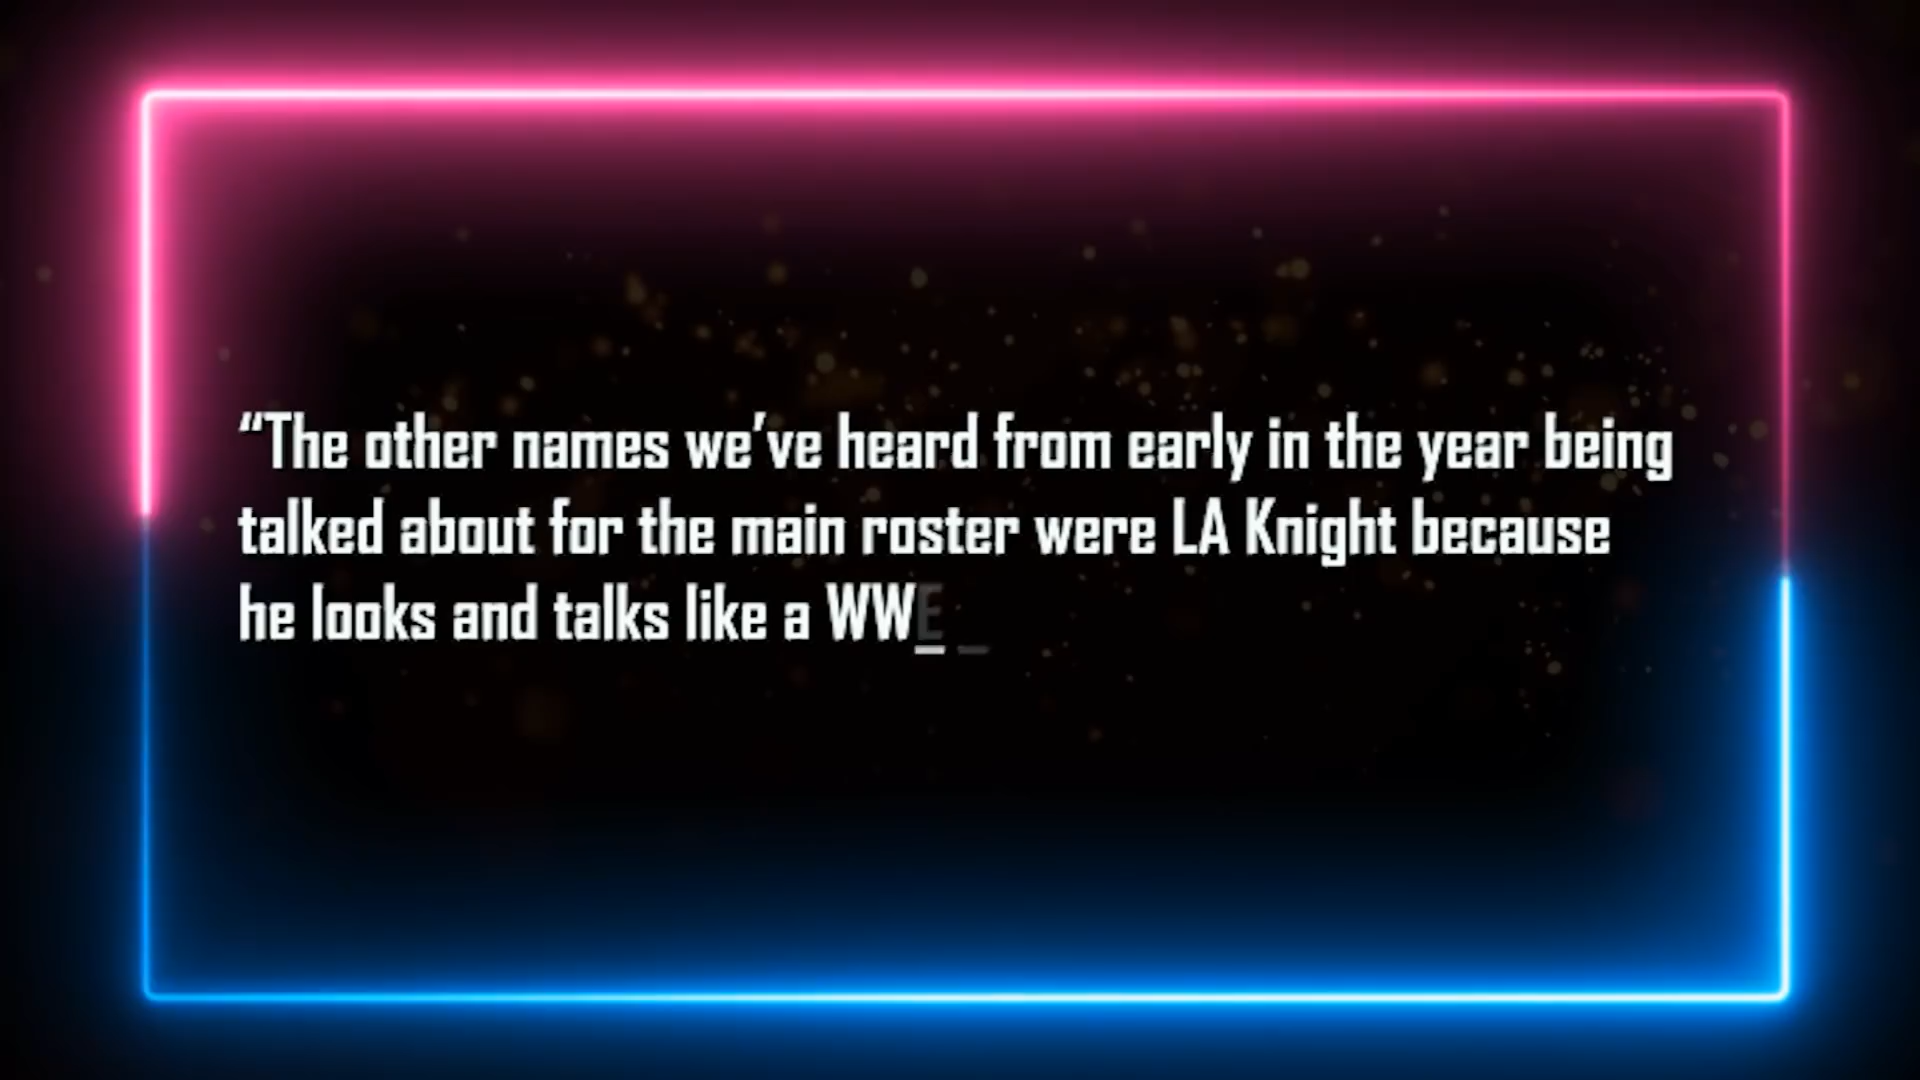 “The other names we’ve heard from early in the year being
talked about for the main roster were LA Knight because
he looks and talks like a WWE _